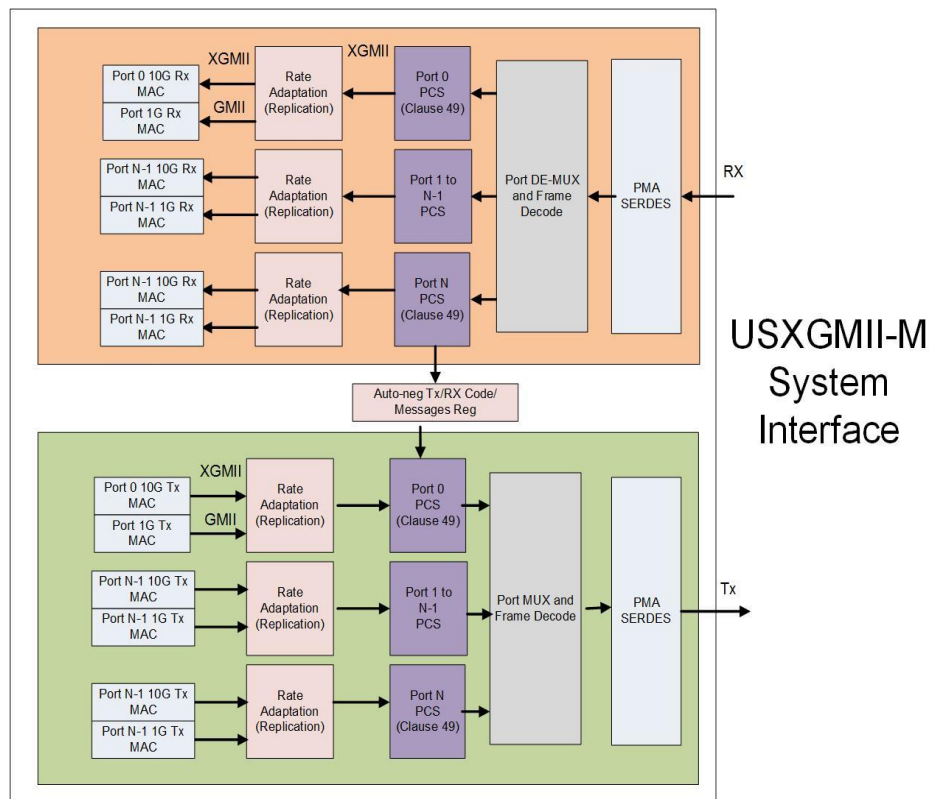 XGMII
XGMII
Port 0 10G Rx
MAC
Port 1G Rx
MAC
GMII
Rate
Adaptation
(Replication)
Port 0
PCS
(Clause 49)
Port N-1 10G Rx
MAC
Port N-1 1G Rx
MAC
Rate
Adaptation
(Replication)
Port 1 to
N-1
PCS
Port N-1 10G Rx
MAC
Port N-1 1G Rx
MAC
Rate
Adaptation
(Replication)
Port N
PCS
(Clause 49)
Port DE-MUX
and Frame
Decode
PMA
SERDES
RX
Auto-neg Tx/RX Code/
Messages Reg
USXGMII-M
System
Interface
XGMII
Port 0 10G Tx
MAC
Port 1G Tx
MAC
GMII
Rate
Adaptation
(Replication)
Port 0
PCS
(Clause 49)
Port N-1 10G Tx
MAC
Port N-1 1G Tx
MAC
Rate
Adaptation
(Replication)
Port 1 to
N-1
PCS
Port N-1 10G Tx
MAC
Port N-1 1G Tx
MAC
Rate
Adaptation
(Replication)
Port N
PCS
(Clause 49)
Port MUX and
Frame Decode
PMA
SERDES
Tx